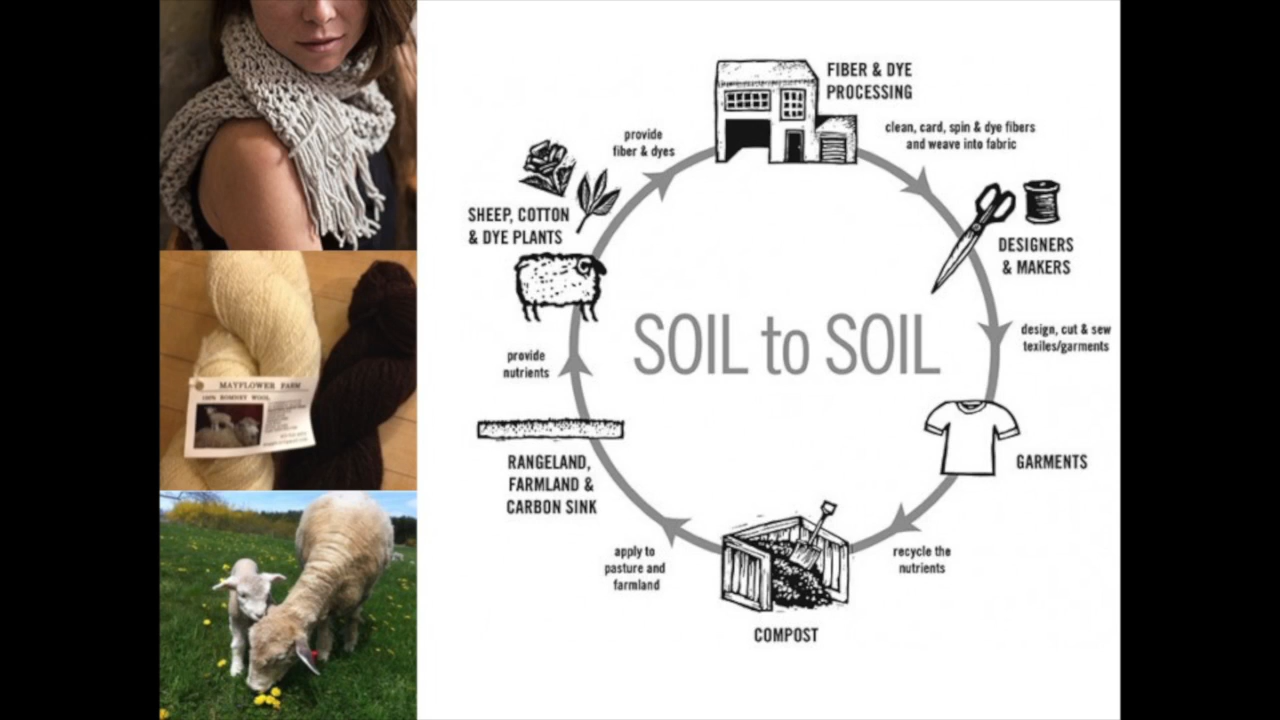 FIBER & DYE
PROCESSING
clean, card, spin & dye fibers
and weave into fabric
DESIGNERS
& MAKERS
design, cut & sew
texiles/garments
GARMENTS
recycle the
nutrients
COMPOST
apply to
pasture and
farmland
RANGELAND,
FARMLAND &
CARBON SINK
provide
nutrients
SHEEP, COTTON
& DYE PLANTS
provide
fiber & dyes
SOIL to SOIL
MAYFLOWER FARM
100% ROMNEY WOOL